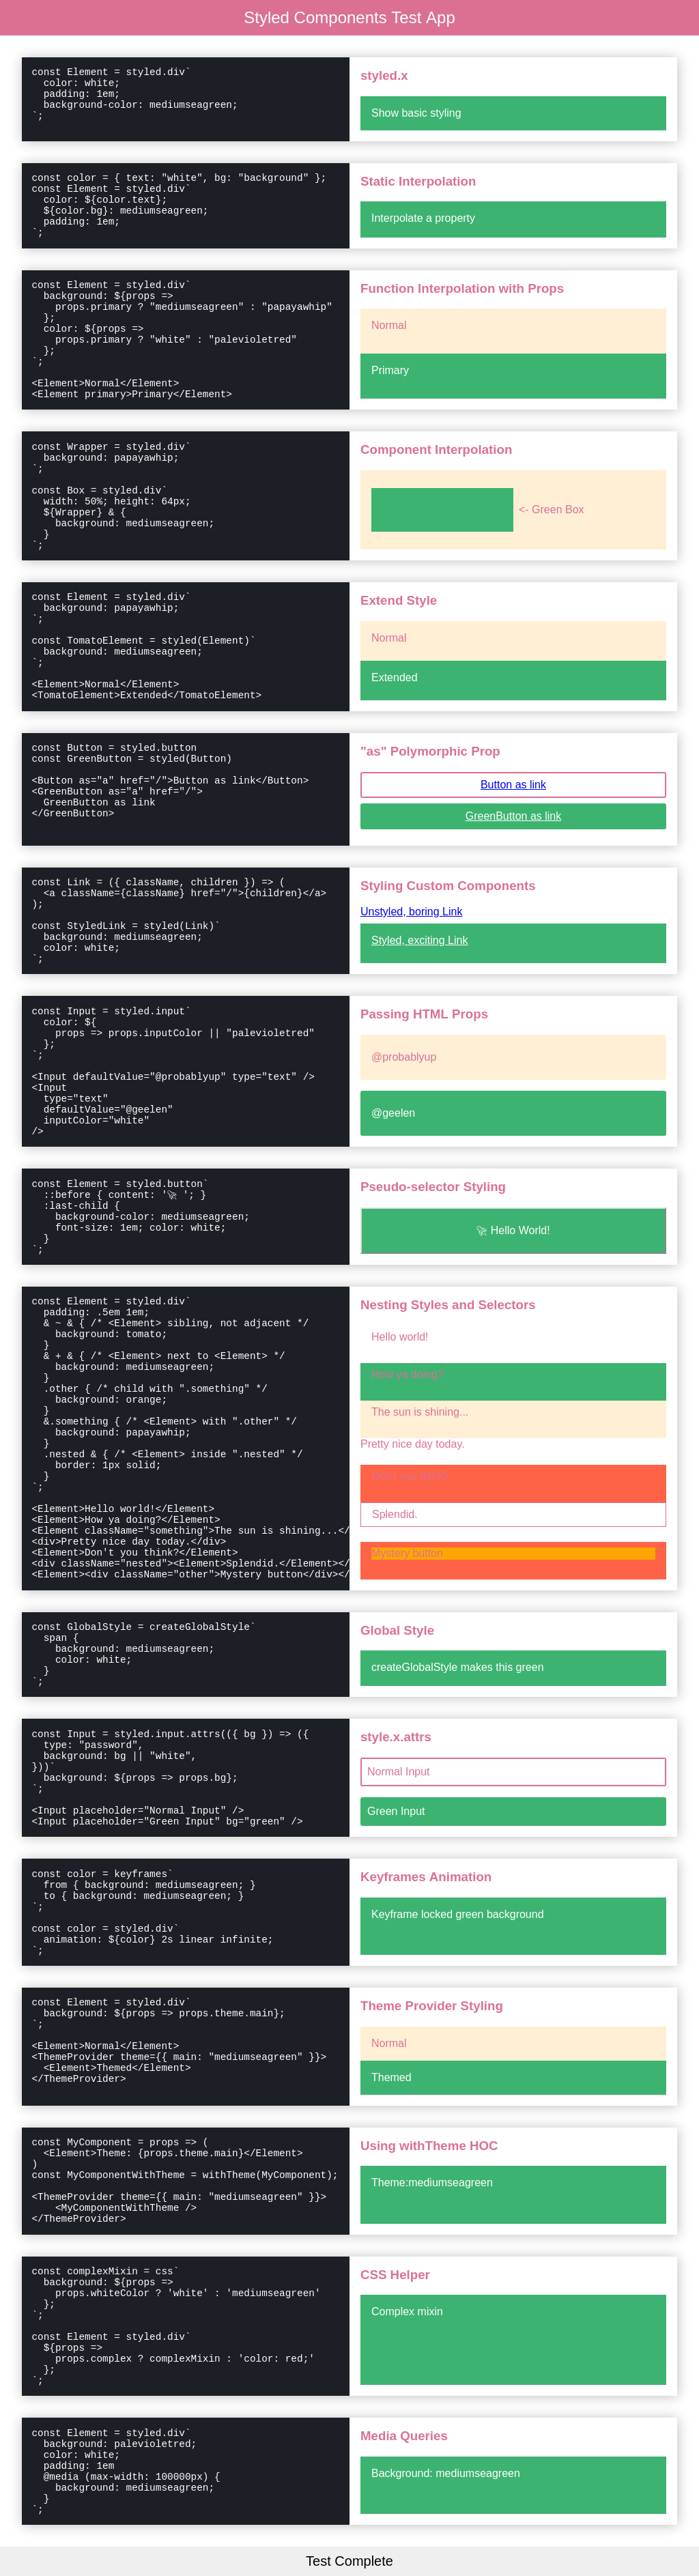 Styled Components Test App
const Element = styled.div`
  color: white;
  padding: 1em;
  background-color: mediumseagreen;
`;
styled.x
Show basic styling
const color = { text: "white", bg: "background" };
const Element = styled.div`
  color: ${color.text};
  ${color.bg}: mediumseagreen;
  padding: 1em;
`;
Static Interpolation
Interpolate a property
const Element = styled.div`
  background: ${props =>
    props.primary ? "mediumseagreen" : "papayawhip"
  };
  color: ${props =>
    props.primary ? "white" : "palevioletred"
  };
`;
<Element>Normal</Element>
<Element primary>Primary</Element>
Function Interpolation with Props
Normal
Primary
const Wrapper = styled.div`
  background: papayawhip;
`;
const Box = styled.div`
  width: 50%; height: 64px;
  ${Wrapper} & {
    background: mediumseagreen;
  }
`;
Component Interpolation
<- Green Box
const Element = styled.div`
  background: papayawhip;
`;
const TomatoElement = styled(Element)`
  background: mediumseagreen;
`;
<Element>Normal</Element>
<TomatoElement>Extended</TomatoElement>
Extend Style
Normal
Extended
const Button = styled.button
const GreenButton = styled(Button)
<Button as="a" href="/">Button as link</Button>
<GreenButton as="a" href="/">
  GreenButton as link
</GreenButton>
"as" Polymorphic Prop
Button as link
GreenButton as link
const Link = ({ className, children }) => (
  <a className={className} href="/">{children}</a>
);
const StyledLink = styled(Link)`
  background: mediumseagreen;
  color: white;
`;
Styling Custom Components
Unstyled, boring Link
Styled, exciting Link
const Input = styled.input`
  color: ${
    props => props.inputColor || "palevioletred"
  };
`;
<Input defaultValue="@probablyup" type="text" />
<Input
  type="text"
  defaultValue="@geelen"
  inputColor="white"
/>
Passing HTML Props
@probablyup
@geelen
const Element = styled.button`
  ::before { content: '🚀 '; }
  :last-child {
    background-color: mediumseagreen;
    font-size: 1em; color: white;
  }
`;
Pseudo-selector Styling
🚀 Hello World!
const Element = styled.div`
  padding: .5em 1em;
  & ~ & { /* <Element> sibling, not adjacent */
    background: tomato;
  }
  & + & { /* <Element> next to <Element> */
    background: mediumseagreen;
  }
  .other { /* child with ".something" */
    background: orange;
  }
  &.something { /* <Element> with ".other" */
    background: papayawhip;
  }
  .nested & { /* <Element> inside ".nested" */
    border: 1px solid;
  }
`;
<Element>Hello world!</Element>
<Element>How ya doing?</Element>
<Element className="something">The sun is shining...</
<div>Pretty nice day today.</div>
<Element>Don't you think?</Element>
<div className="nested"><Element>Splendid.</Element></
<Element><div className="other">Mystery button</div></
Nesting Styles and Selectors
Hello world!
How ya doing?
The sun is shining...
Pretty nice day today.
Don't you think?
Splendid.
Mystery button
const GlobalStyle = createGlobalStyle`
  span {
    background: mediumseagreen;
    color: white;
  }
`;
Global Style
createGlobalStyle makes this green
const Input = styled.input.attrs(({ bg }) => ({
  type: "password",
  background: bg || "white",
}))`
  background: ${props => props.bg};
`;
<Input placeholder="Normal Input" />
<Input placeholder="Green Input" bg="green" />
style.x.attrs
Normal Input
Green Input
const color = keyframes`
  from { background: mediumseagreen; }
  to { background: mediumseagreen; }
`;
const color = styled.div`
  animation: ${color} 2s linear infinite;
`;
Keyframes Animation
Keyframe locked green background
const Element = styled.div`
  background: ${props => props.theme.main};
`;
<Element>Normal</Element>
<ThemeProvider theme={{ main: "mediumseagreen" }}>
  <Element>Themed</Element>
</ThemeProvider>
Theme Provider Styling
Normal
Themed
const MyComponent = props => (
  <Element>Theme: {props.theme.main}</Element>
)
const MyComponentWithTheme = withTheme(MyComponent);
<ThemeProvider theme={{ main: "mediumseagreen" }}>
    <MyComponentWithTheme />
</ThemeProvider>
Using withTheme HOC
Theme:mediumseagreen
const complexMixin = css`
  background: ${props =>
    props.whiteColor ? 'white' : 'mediumseagreen'
  };
`;
const Element = styled.div`
  ${props =>
    props.complex ? complexMixin : 'color: red;'
  };
`;
CSS Helper
Complex mixin
const Element = styled.div`
  background: palevioletred;
  color: white;
  padding: 1em
  @media (max-width: 100000px) {
    background: mediumseagreen;
  }
`;
Media Queries
Background: mediumseagreen
Test Complete